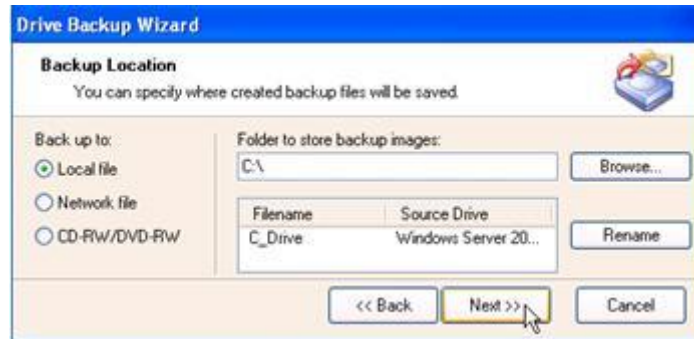 Drive Backup Wizard
Backup Location
You can specify where created backup files will be saved.
Back up to:
Local file
Network file
CD-RW/DVD-RW
Folder to store backup images:
C:\
Browse...
Filename Source Drive
C_Drive Windows Server 20...
Rename
<< Back Next >> Cancel